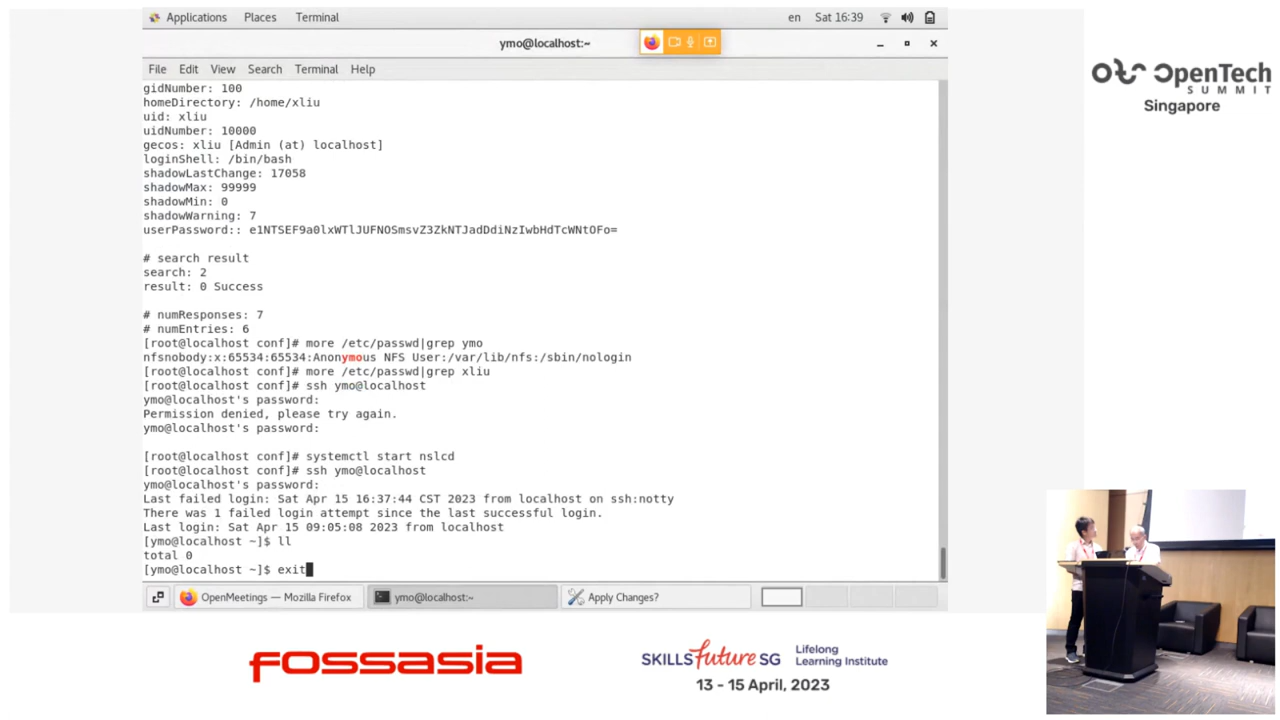 Applications Places Terminal en Sat 16:39
ymo@localhost:~
File Edit View Search Terminal Help
gidNumber: 100
homeDirectory: /home/xliu
uid: xliu
uidNumber: 10000
gecos: xliu [Admin (at) localhost]
loginShell: /bin/bash
shadowLastChange: 17058
shadowMax: 99999
shadowMin: 0
shadowWarning: 7
userPassword:: e1NTSEF9a0lxWTlJUFNOSmsvZ3ZkNTJadDdiNzIwbHdTcWNtOFo=
# search result
search: 2
result: 0 Success
# numResponses: 7
# numEntries: 6
[root@localhost conf]# more /etc/passwd|grep ymo
nfsnobody:x:65534:65534:Anonymous NFS User:/var/lib/nfs:/sbin/nologin
[root@localhost conf]# more /etc/passwd|grep xliu
[root@localhost conf]# ssh ymo@localhost
ymo@localhost's password:
Permission denied, please try again.
ymo@localhost's password:
[root@localhost conf]# systemctl start nslcd
[root@localhost conf]# ssh ymo@localhost
ymo@localhost's password:
Last failed login: Sat Apr 15 16:37:44 CST 2023 from localhost on ssh:notty
There was 1 failed login attempt since the last successful login.
Last login: Sat Apr 15 09:05:08 2023 from localhost
[ymo@localhost ~]$ ll
total 0
[ymo@localhost ~]$ exit
OpenMeetings — Mozilla Firefox ymo@localhost:~ Apply Changes?
OpenTech
SUMMIT
Singapore
FOSSASIA
SKILLSfuture SG Lifelong
Learning Institute
13 - 15 April, 2023